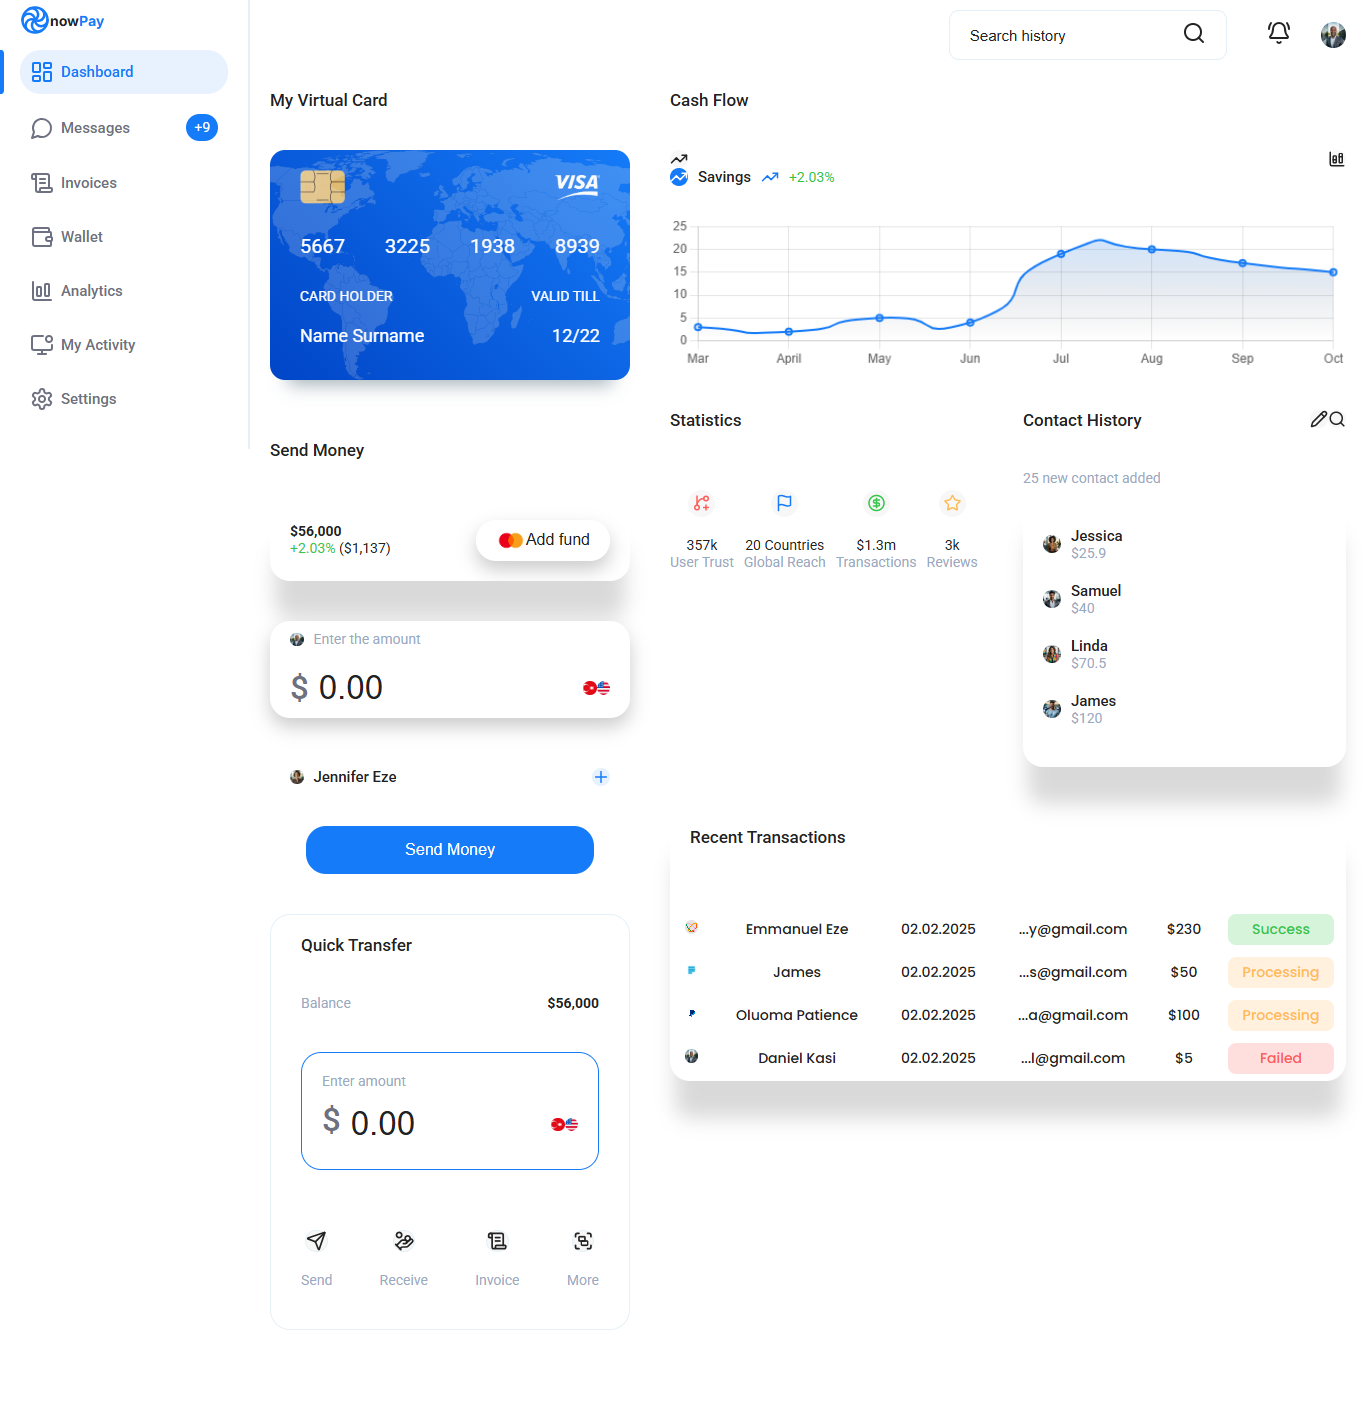 nowPay
Search history
Dashboard
Messages
+9
Invoices
Wallet
Analytics
My Activity
Settings
My Virtual Card
VISA
5667 3225 1938 8939
CARD HOLDER VALID TILL
Name Surname 12/22
Send Money
$56,000
+2.03% ($1,137)
Add fund
Enter the amount
$ 0.00
Jennifer Eze
Send Money
Quick Transfer
Balance $56,000
Enter amount
$ 0.00
Send Receive Invoice More
Cash Flow
Savings +2.03%
25
20
15
10
5
0
Mar April May Jun Jul Aug Sep Oct
Statistics
357k 20 Countries $1.3m 3k
User Trust Global Reach Transactions Reviews
Contact History
25 new contact added
Jessica
$25.9
Samuel
$40
Linda
$70.5
James
$120
Recent Transactions
Emmanuel Eze 02.02.2025 ...y@gmail.com $230 Success
James 02.02.2025 ...s@gmail.com $50 Processing
Oluoma Patience 02.02.2025 ...a@gmail.com $100 Processing
Daniel Kasi 02.02.2025 ...l@gmail.com $5 Failed